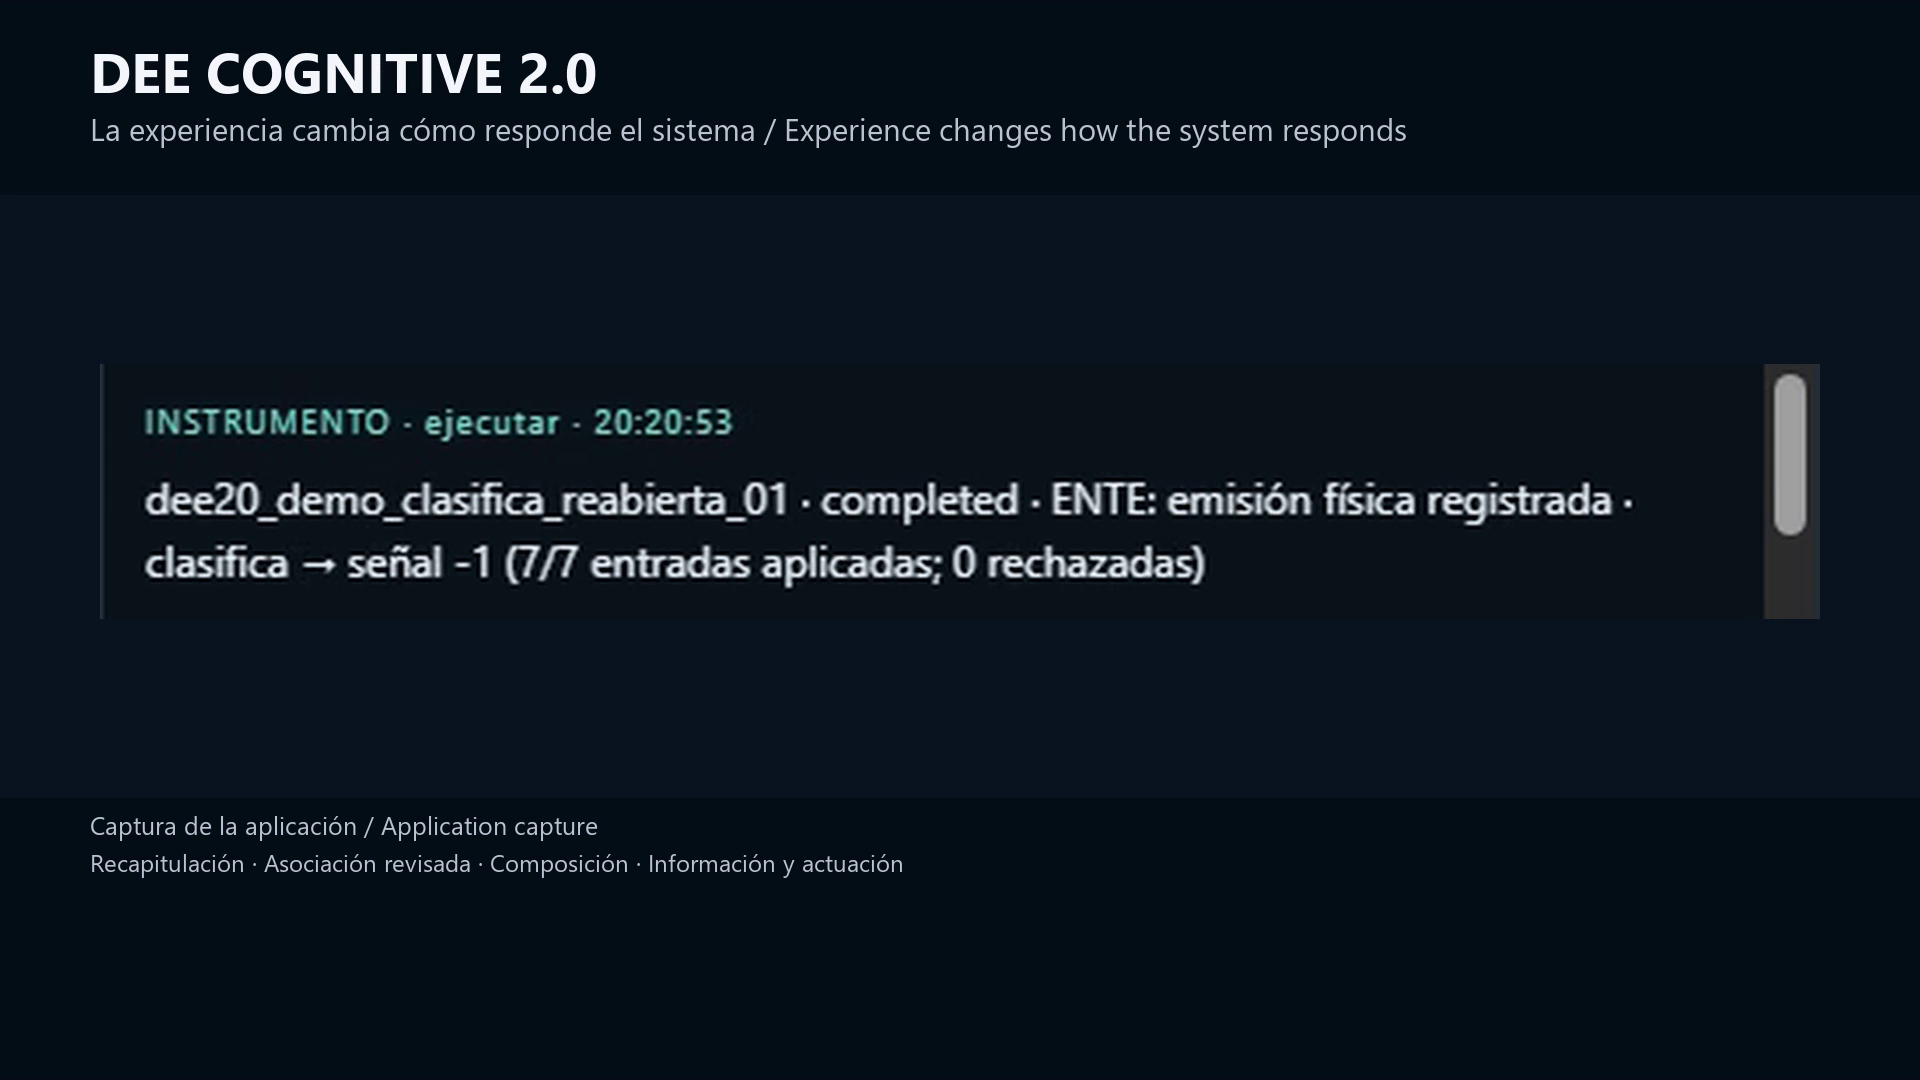 DEE COGNITIVE 2.0
La experiencia cambia cómo responde el sistema / Experience changes how the system responds
INSTRUMENTO · ejecutar · 20:20:53
dee20_demo_clasifica_reabierta_01 · completed · ENTE: emisión física registrada ·
clasifica → señal -1 (7/7 entradas aplicadas; 0 rechazadas)
Captura de la aplicación / Application capture
Recapitulación · Asociación revisada · Composición · Información y actuación